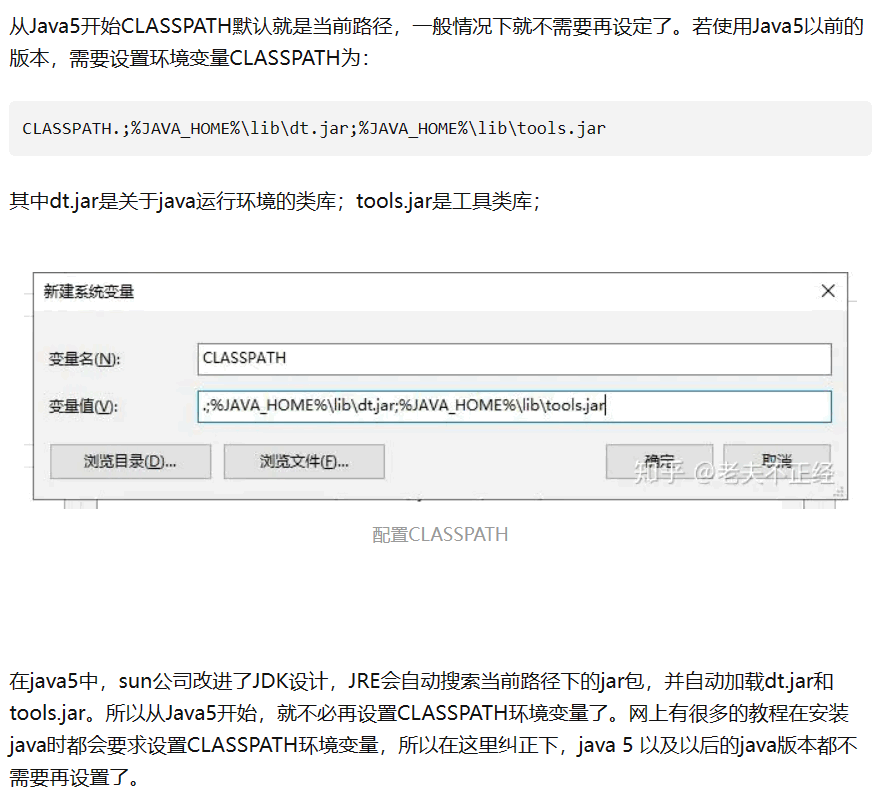 从Java5开始CLASSPATH默认就是当前路径，一般情况下就不需要再设定了。若使用Java5以前的
版本，需要设置环境变量CLASSPATH为：
CLASSPATH.;%JAVA_HOME%\lib\dt.jar;%JAVA_HOME%\lib\tools.jar
其中dt.jar是关于java运行环境的类库；tools.jar是工具类库；
新建系统变量
变量名(N):
CLASSPATH
变量值(V):
.;%JAVA_HOME%\lib\dt.jar;%JAVA_HOME%\lib\tools.jar
浏览目录(D)...
浏览文件(F)...
确定
取消
知乎 @老夫不正经
配置CLASSPATH
在java5中，sun公司改进了JDK设计，JRE会自动搜索当前路径下的jar包，并自动加载dt.jar和
tools.jar。所以从Java5开始，就不必再设置CLASSPATH环境变量了。网上有很多的教程在安装
java时都会要求设置CLASSPATH环境变量，所以在这里纠正下，java 5 以及以后的java版本都不
需要再设置了。